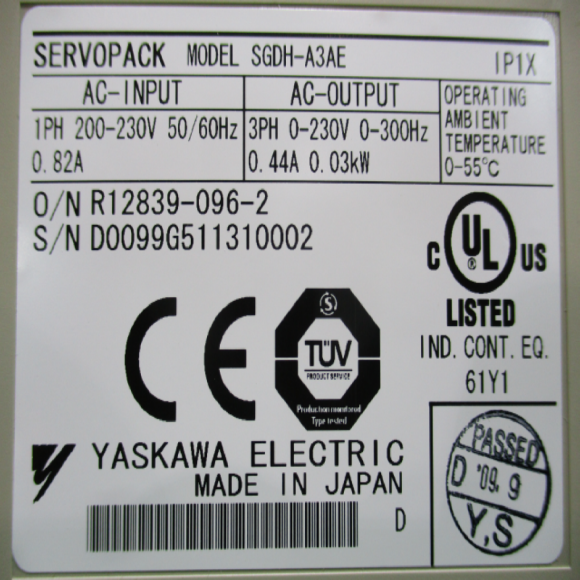 SERVOPACK MODEL SGDH-A3AE
IP1X
AC-INPUT
1PH 200-230V 50/60Hz
0.82A
AC-OUTPUT
3PH 0-230V 0-300Hz
0.44A 0.03kW
OPERATING
AMBIENT
TEMPERATURE
0-55°C
O/N R12839-096-2
S/N D0099G511310002
C UL US
®
LISTED
IND. CONT. EQ.
61Y1
CE
S
TÜV
PRODUCT SERVICE
Production monitored
Type tested
YASKAWA ELECTRIC
MADE IN JAPAN
D
PASSED
D '09. 9
Y,S